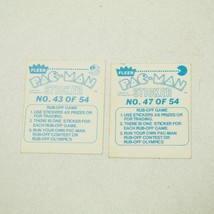 FLEER
PAC-MAN
STICKER
NO. 43 OF 54
RUB-OFF GAME
1. USE STICKERS AS PRIZES OR
FOR TRADING.
2. THERE IS ONE STICKER FOR
EACH RUB-OFF GAME.
3. RUN YOUR OWN PAC-MAN
RUB-OFF CONTEST OR
RUB-OFF OLYMPICS.
FLEER
PAC-MAN
STICKER
NO. 47 OF 54
RUB-OFF GAME
1. USE STICKERS AS PRIZES OR
FOR TRADING.
2. THERE IS ONE STICKER FOR
EACH RUB-OFF GAME.
3. RUN YOUR OWN PAC-MAN
RUB-OFF CONTEST OR
RUB-OFF OLYMPICS.